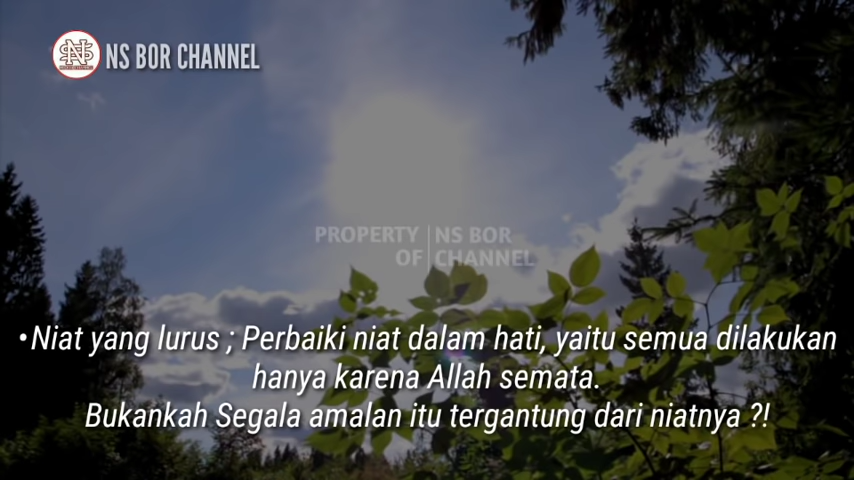 NS BOR CHANNEL
PROPERTY OF | NS BOR CHANNEL
•Niat yang lurus ; Perbaiki niat dalam hati, yaitu semua dilakukan
hanya karena Allah semata.
Bukankah Segala amalan itu tergantung dari niatnya ?!